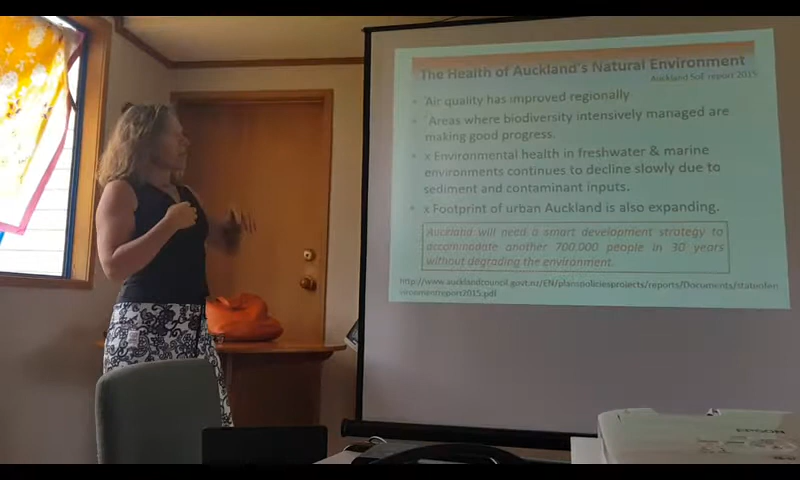 The Health of Auckland's Natural Environment
Auckland SoE report 2015
• Air quality has improved regionally
• Areas where biodiversity intensively managed are
making good progress.
• x Environmental health in freshwater & marine
environments continues to decline slowly due to
sediment and contaminant inputs.
• x Footprint of urban Auckland is also expanding.
Auckland will need a smart development strategy to
accommodate another 700,000 people in 30 years
without degrading the environment.
http://www.aucklandcouncil.govt.nz/EN/planspoliciesprojects/reports/Documents/stateofen
EPSON